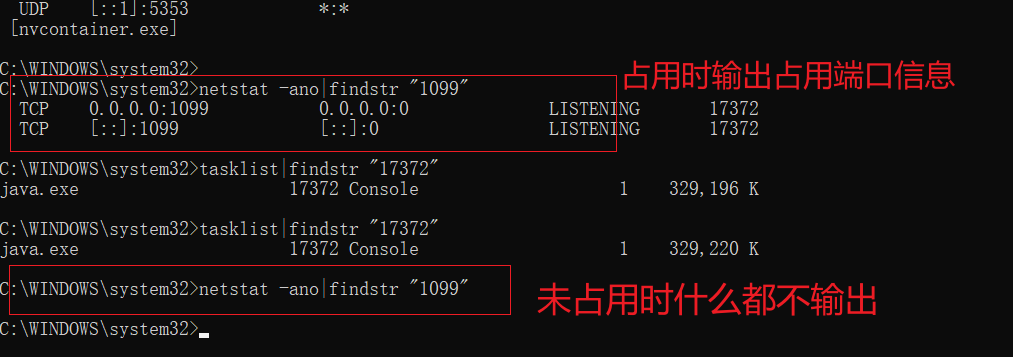 UDP    [::1]:5353             *:*
[nvcontainer.exe]
C:\WINDOWS\system32>
C:\WINDOWS\system32>netstat -ano|findstr "1099"
占用时输出占用端口信息
TCP    0.0.0.0:1099           0.0.0.0:0              LISTENING       17372
TCP    [::]:1099              [::]:0                 LISTENING       17372
C:\WINDOWS\system32>tasklist|findstr "17372"
java.exe                     17372 Console                    1    329,196 K
C:\WINDOWS\system32>tasklist|findstr "17372"
java.exe                     17372 Console                    1    329,220 K
C:\WINDOWS\system32>netstat -ano|findstr "1099"
未占用时什么都不输出
C:\WINDOWS\system32>